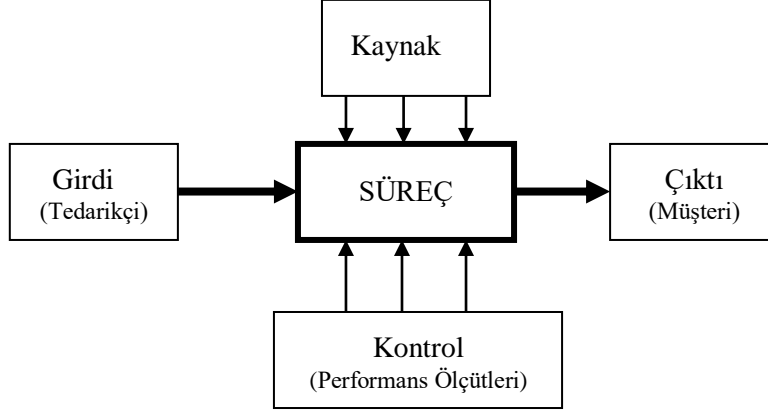 Kaynak
Girdi
(Tedarikçi)
SÜREÇ
Çıktı
(Müşteri)
Kontrol
(Performans Ölçütleri)